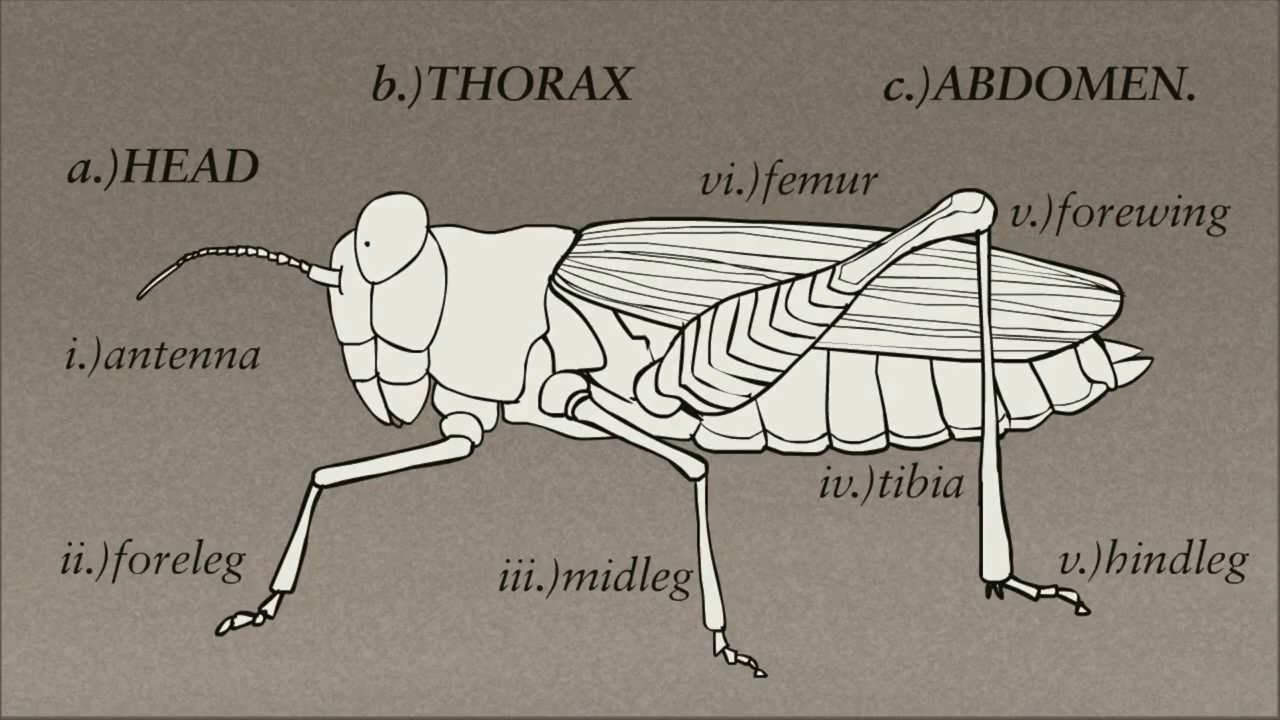 b.)THORAX
c.)ABDOMEN.
a.)HEAD
vi.)femur
v.)forewing
i.)antenna
iv.)tibia
ii.)foreleg
iii.)midleg
v.)hindleg